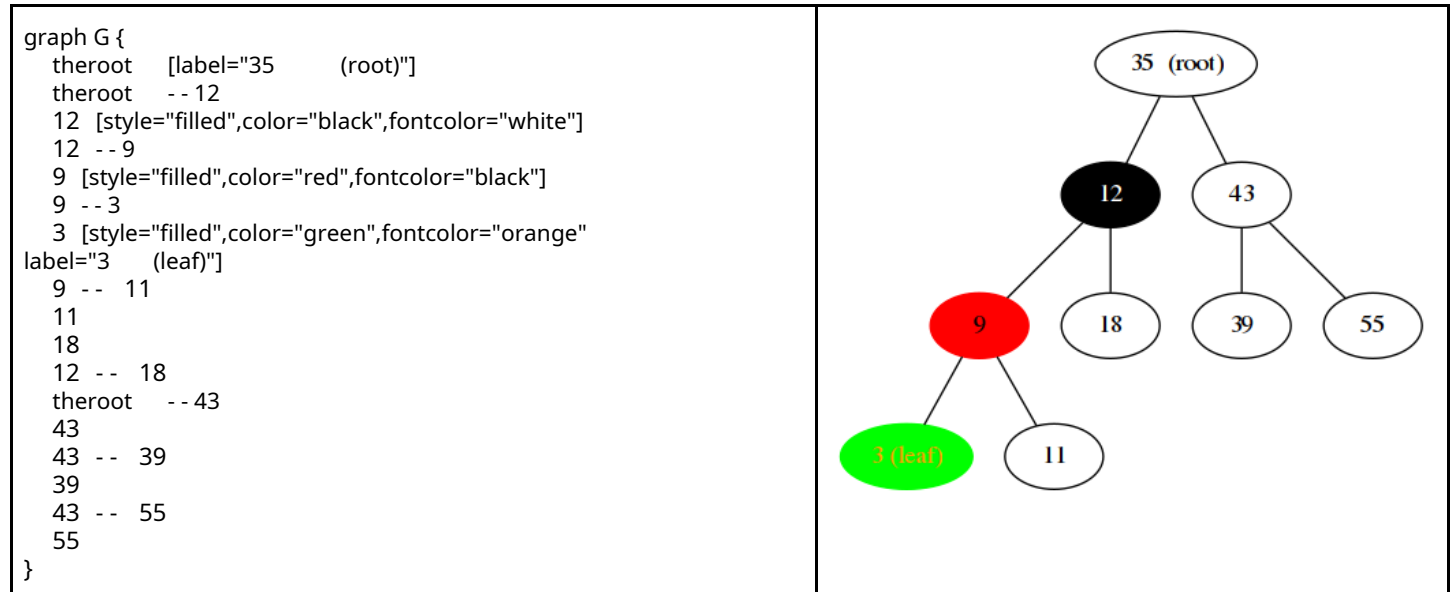 graph G {
theroot [label="35 (root)"]
theroot - - 12
12 [style="filled",color="black",fontcolor="white"]
12 - - 9
9 [style="filled",color="red",fontcolor="black"]
9 - - 3
3 [style="filled",color="green",fontcolor="orange"
label="3 (leaf)"]
9 - - 11
11
18
12 - - 18
theroot - - 43
43
43 - - 39
39
43 - - 55
55
}
35 (root)
12 43
9 18 39 55
3 (leaf) 11